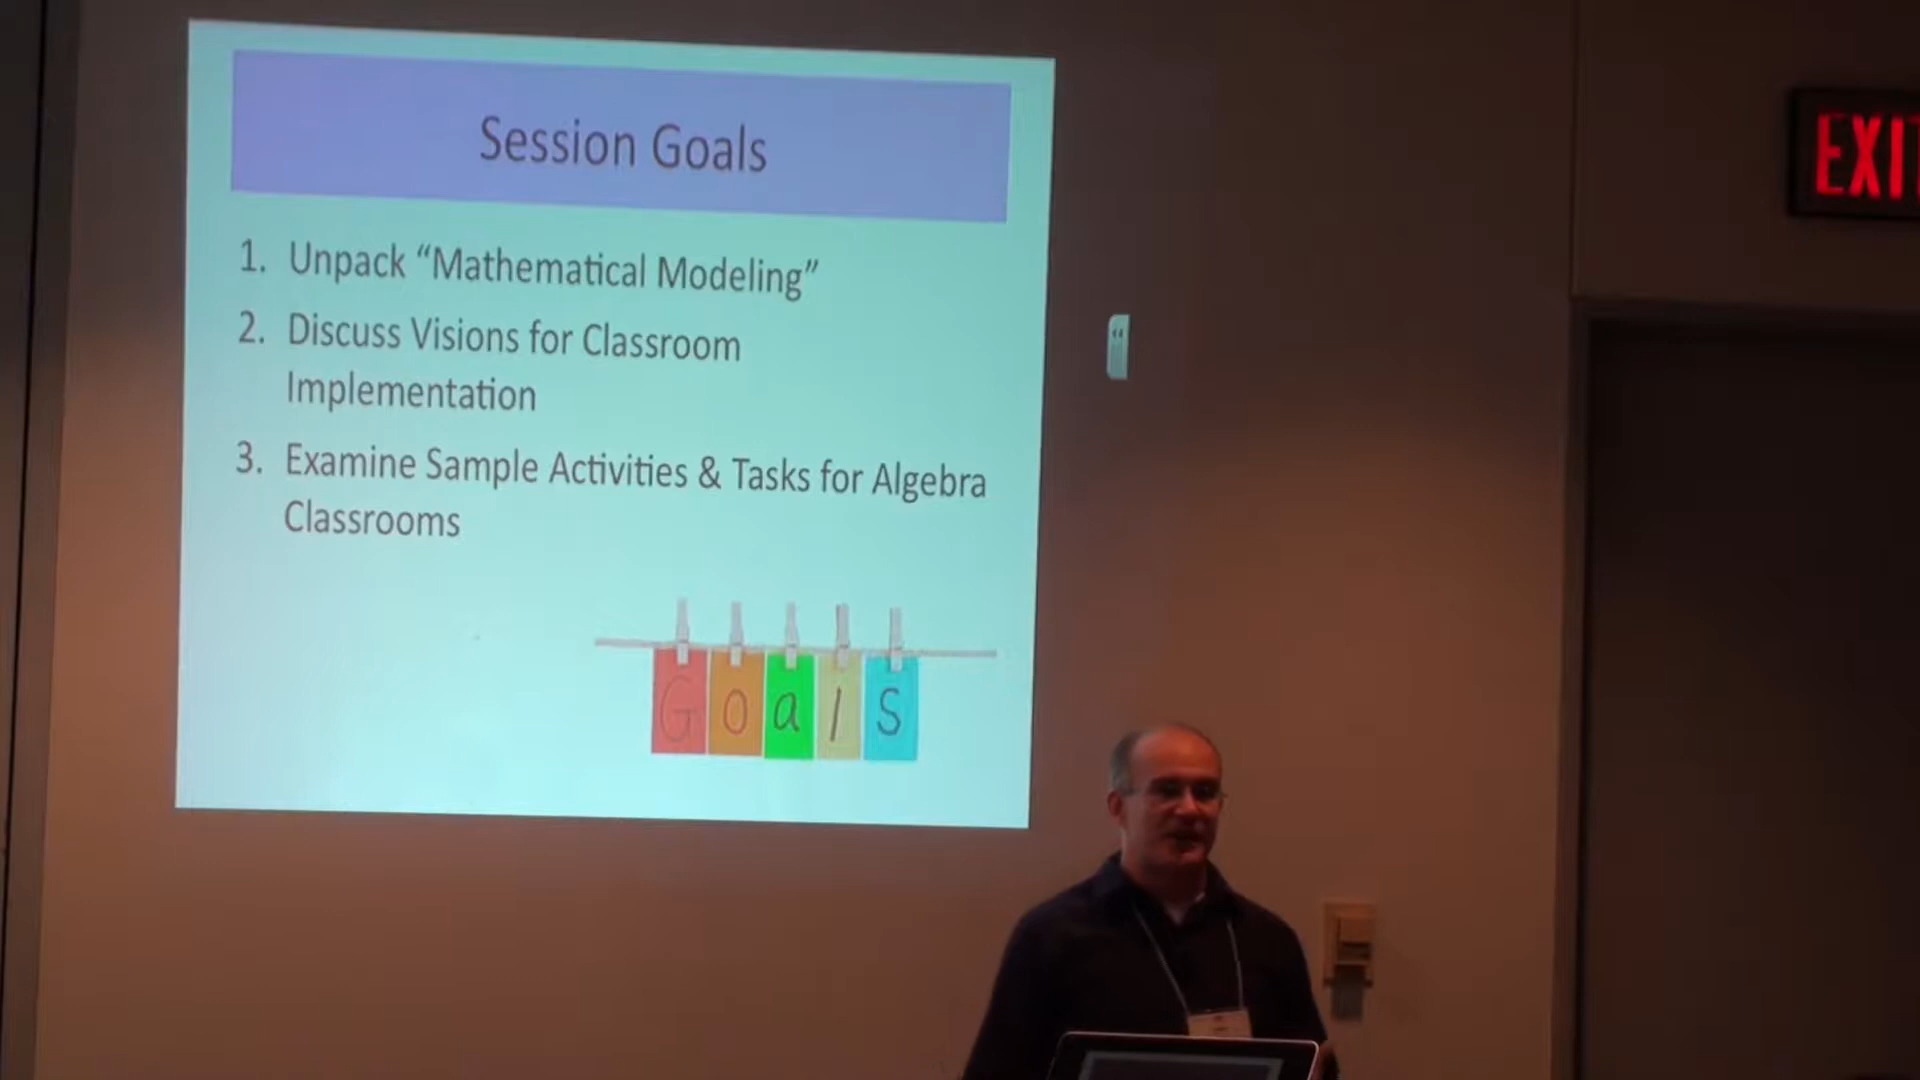 Session Goals
1. Unpack “Mathematical Modeling”
2. Discuss Visions for Classroom
Implementation
3. Examine Sample Activities & Tasks for Algebra
Classrooms
Goals
EXIT